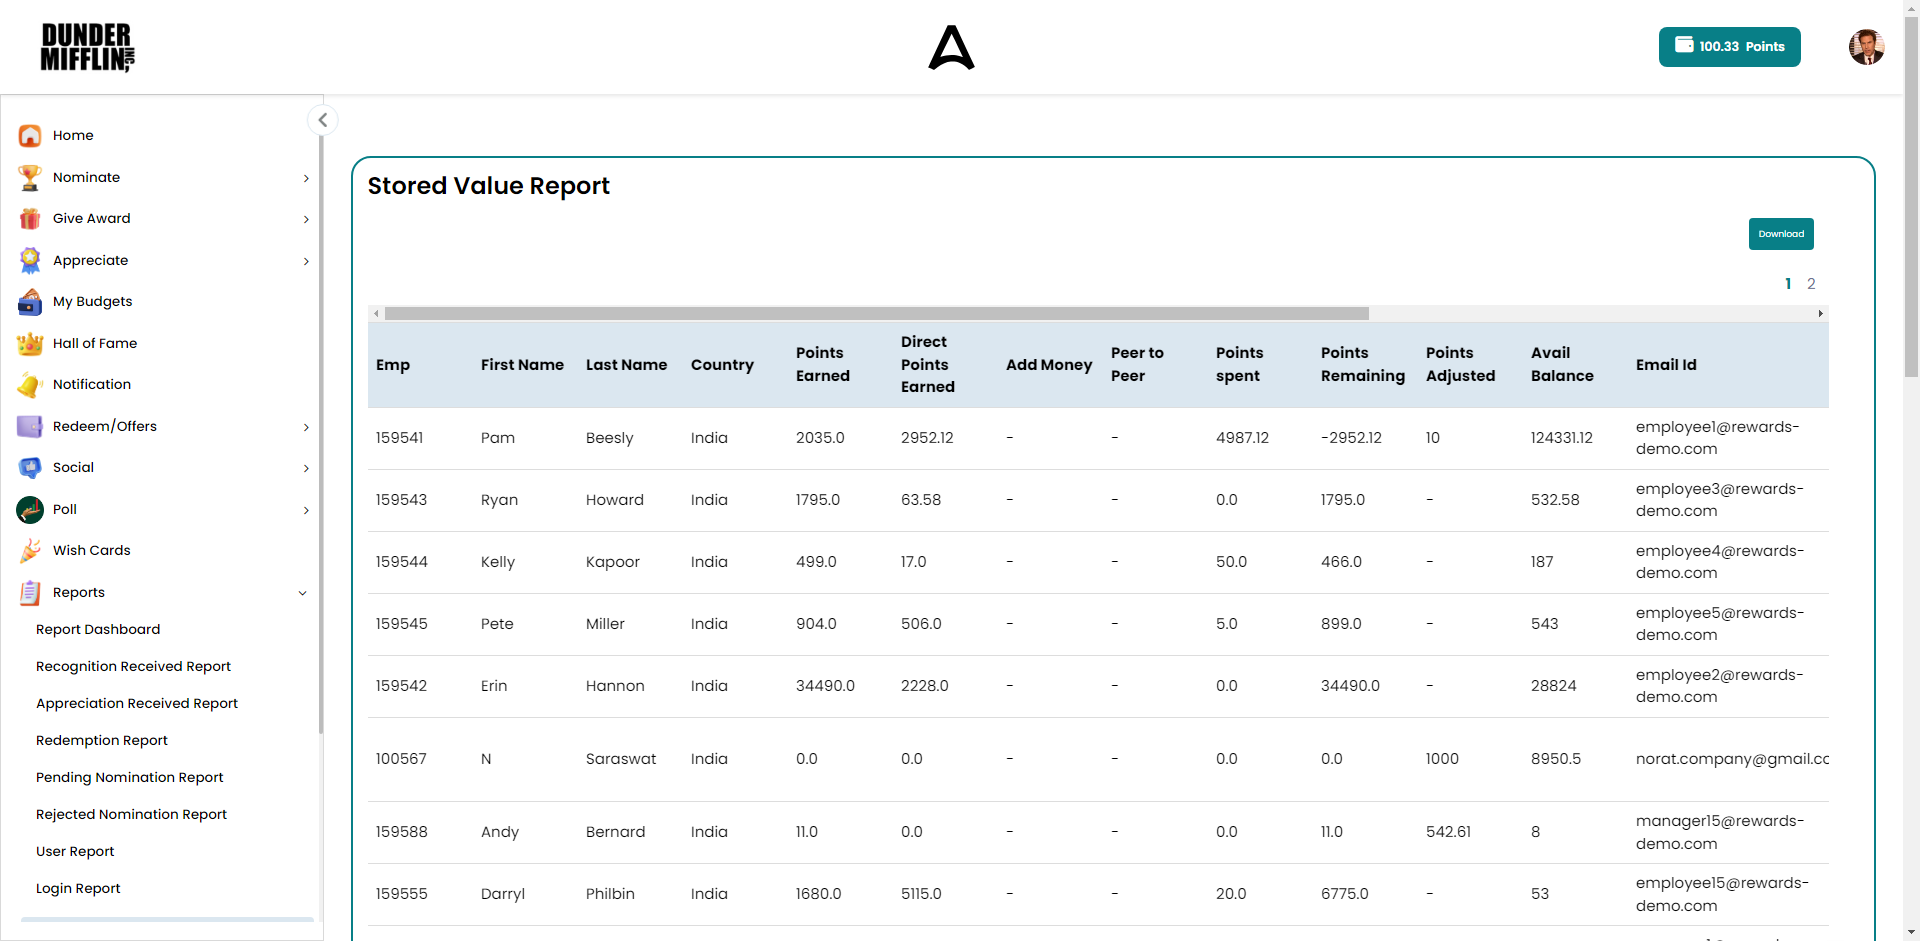 DUNDER
MIFFLIN INC,
100.33 Points
Home
Nominate
Give Award
Appreciate
My Budgets
Hall of Fame
Notification
Redeem/Offers
Social
Poll
Wish Cards
Reports
Report Dashboard
Recognition Received Report
Appreciation Received Report
Redemption Report
Pending Nomination Report
Rejected Nomination Report
User Report
Login Report
Stored Value Report
Download
1 2
Emp First Name Last Name Country Points Earned Direct Points Earned Add Money Peer to Peer Points spent Points Remaining Points Adjusted Avail Balance Email Id
159541 Pam Beesly India 2035.0 2952.12 - - 4987.12 -2952.12 10 124331.12 employee1@rewards-
demo.com
159543 Ryan Howard India 1795.0 63.58 - - 0.0 1795.0 - 532.58 employee3@rewards-
demo.com
159544 Kelly Kapoor India 499.0 17.0 - - 50.0 466.0 - 187 employee4@rewards-
demo.com
159545 Pete Miller India 904.0 506.0 - - 5.0 899.0 - 543 employee5@rewards-
demo.com
159542 Erin Hannon India 34490.0 2228.0 - - 0.0 34490.0 - 28824 employee2@rewards-
demo.com
100567 N Saraswat India 0.0 0.0 - - 0.0 0.0 1000 8950.5 norat.company@gmail.cc
159588 Andy Bernard India 11.0 0.0 - - 0.0 11.0 542.61 8 manager15@rewards-
demo.com
159555 Darryl Philbin India 1680.0 5115.0 - - 20.0 6775.0 - 53 employee15@rewards-
demo.com